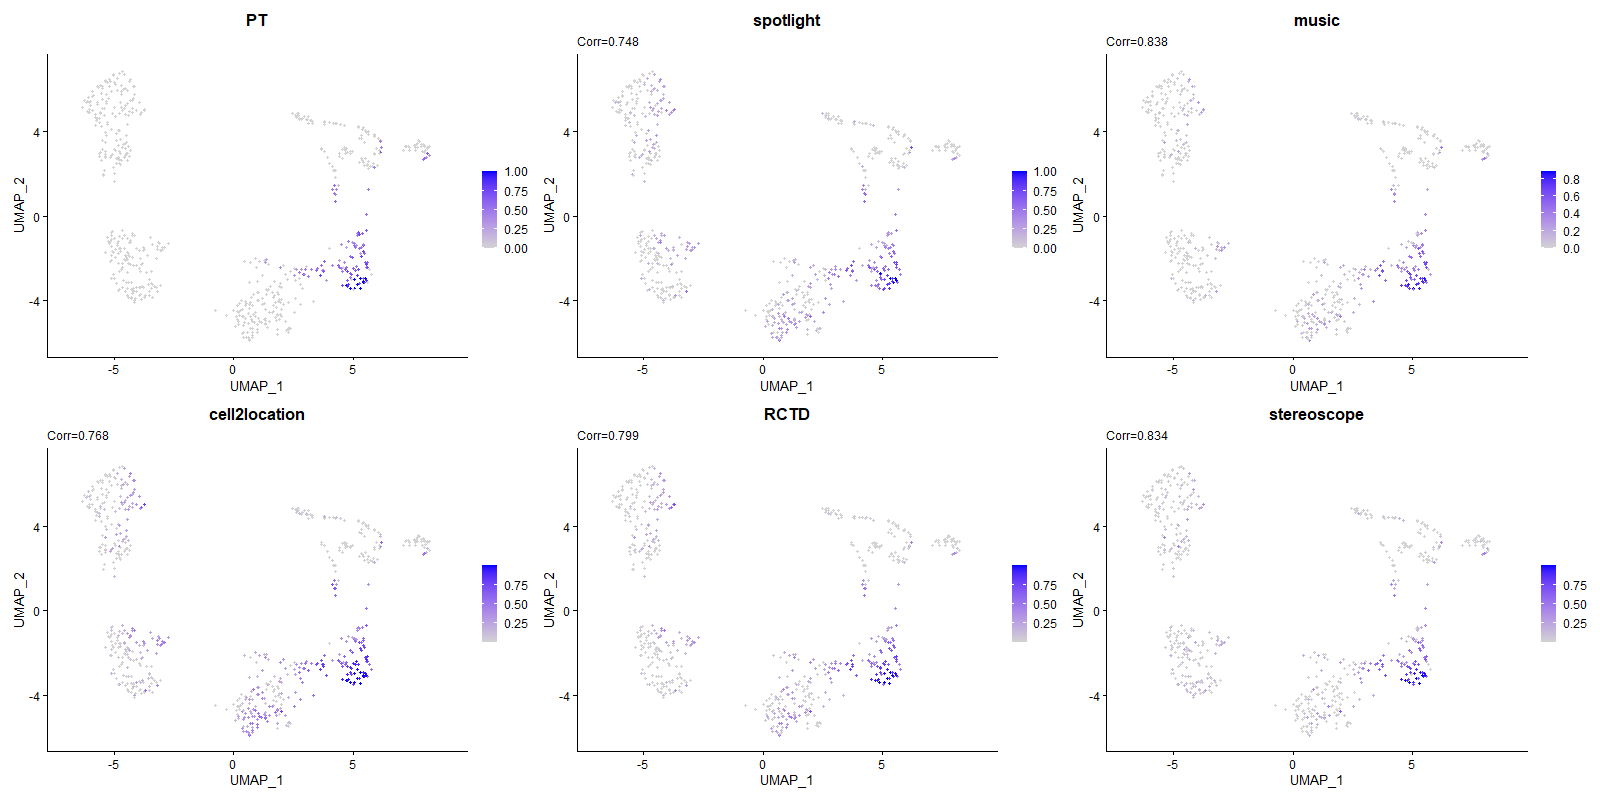 PT
4
0
-4
UMAP_2
-5
0
5
UMAP_1
1.00
0.75
0.50
0.25
0.00
spotlight
Corr=0.748
4
0
-4
UMAP_2
-5
0
5
UMAP_1
1.00
0.75
0.50
0.25
0.00
music
Corr=0.838
4
0
-4
UMAP_2
-5
0
5
UMAP_1
0.8
0.6
0.4
0.2
0.0
cell2location
Corr=0.768
4
0
-4
UMAP_2
-5
0
5
UMAP_1
0.75
0.50
0.25
RCTD
Corr=0.799
4
0
-4
UMAP_2
-5
0
5
UMAP_1
0.75
0.50
0.25
stereoscope
Corr=0.834
4
0
-4
UMAP_2
-5
0
5
UMAP_1
0.75
0.50
0.25